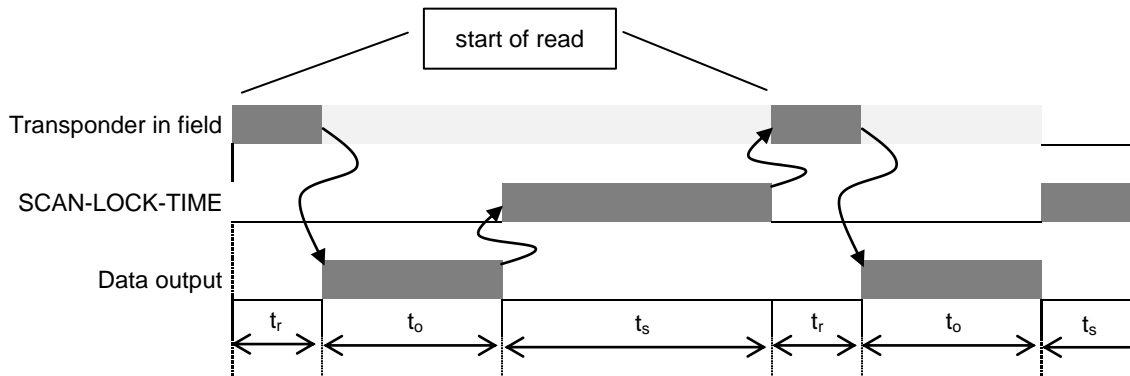 start of read
Transponder in field
SCAN-LOCK-TIME
Data output
tr to ts tr to ts